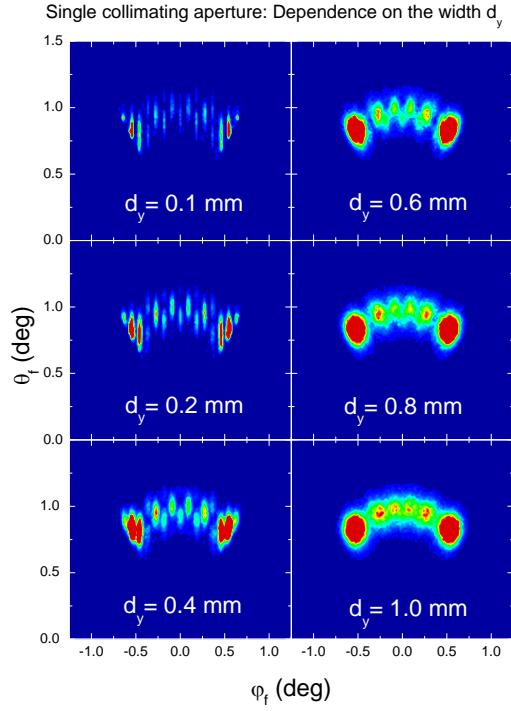 Single collimating aperture: Dependence on the width d_y
1.5
1.0
0.5
0.0
d_y= 0.1 mm
d_y= 0.6 mm
θ_f (deg)
1.0
0.5
0.0
d_y= 0.2 mm
d_y= 0.8 mm
1.0
0.5
0.0
d_y= 0.4 mm
d_y= 1.0 mm
-1.0 -0.5 0.0 0.5 1.0 -1.0 -0.5 0.0 0.5 1.0
φ_f (deg)